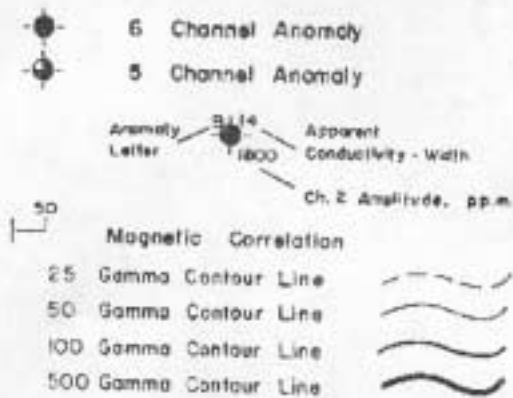 6 Channel Anomaly
5 Channel Anomaly
Anomaly Letter
Apparent Conductivity - Width
1800
Ch. 2 Amplitude, p.p.m.
50
Magnetic Correlation
25 Gamma Contour Line
50 Gamma Contour Line
100 Gamma Contour Line
500 Gamma Contour Line